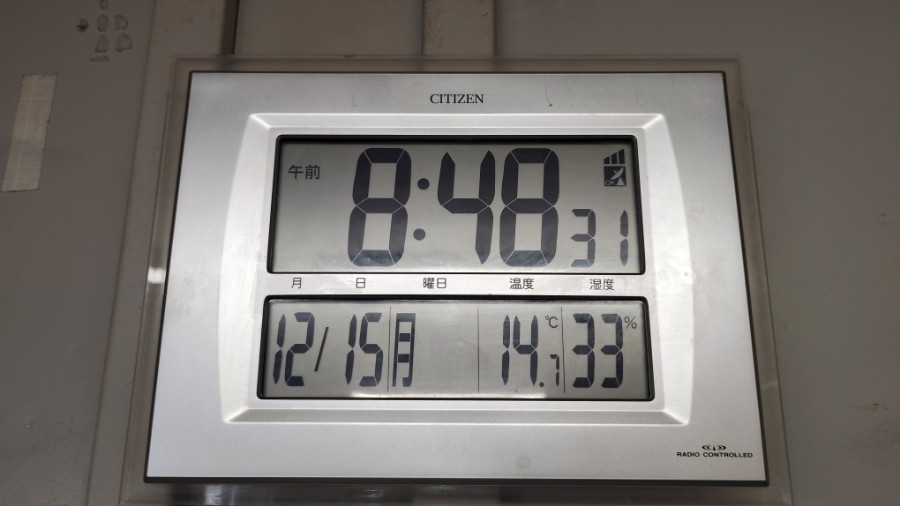 CITIZEN
午前 8:48 31
月 日 曜日 温度 湿度
12/15 月 14.7 ℃ 33 %
RADIO CONTROLLED